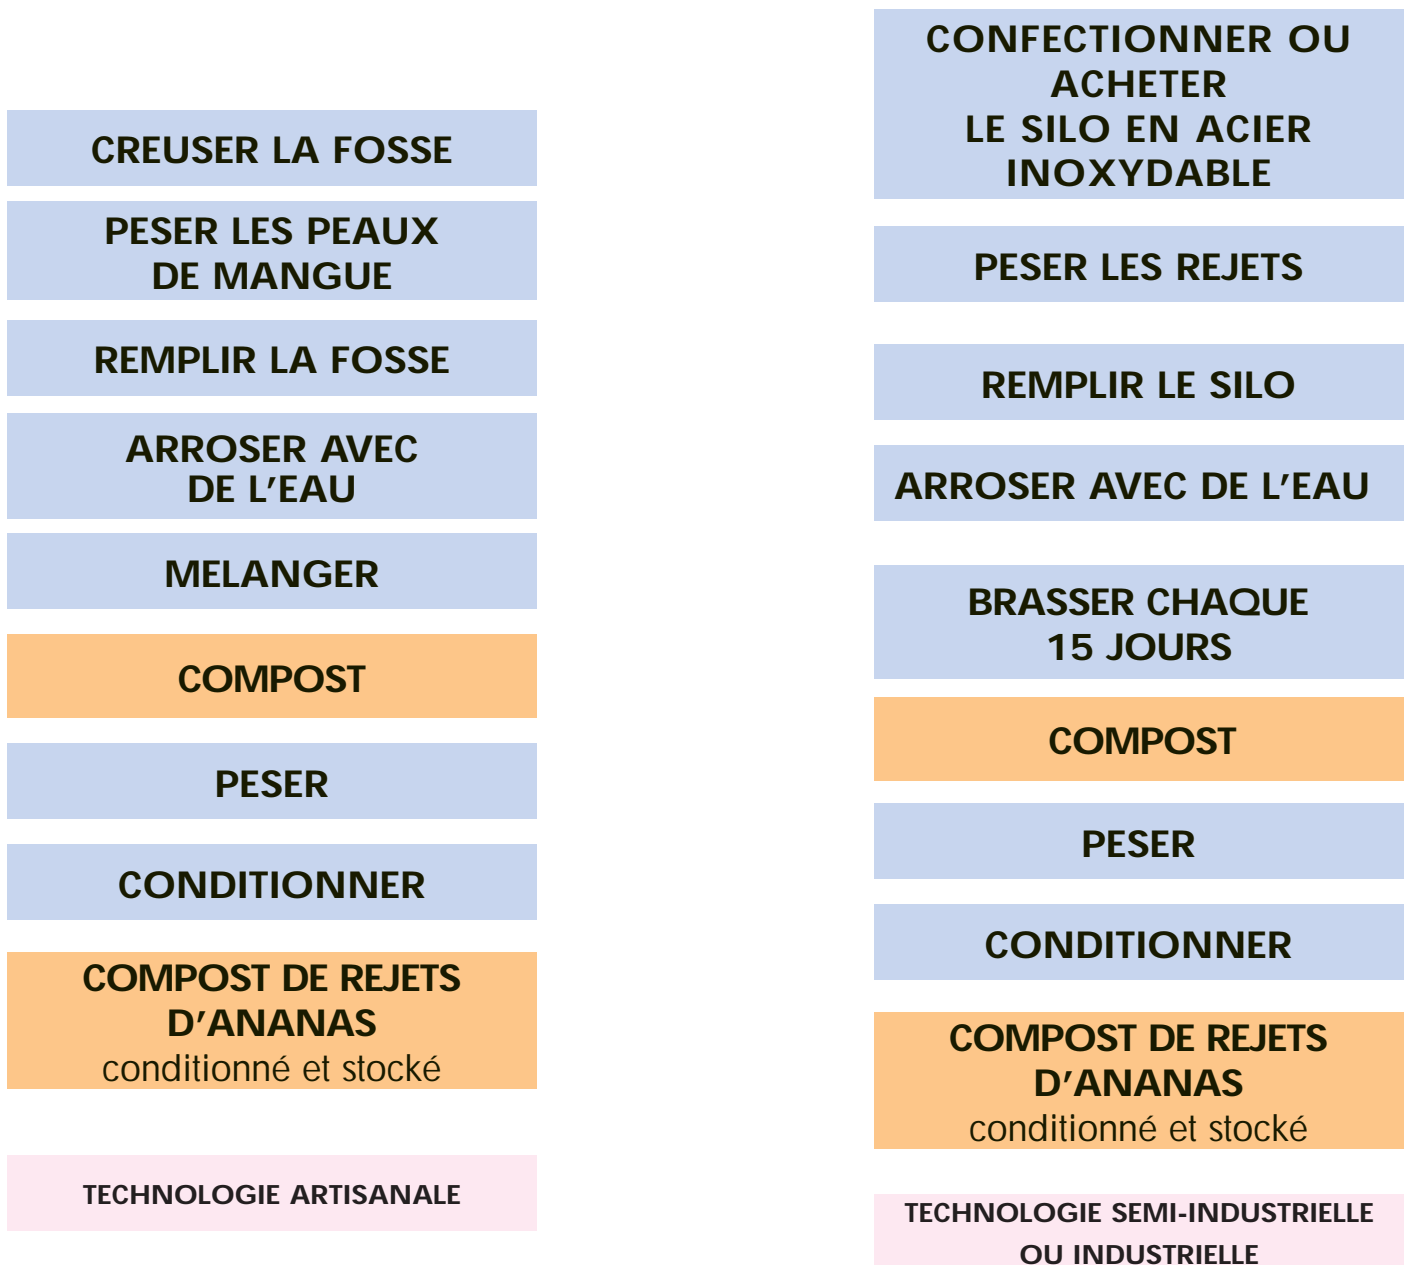 CREUSER LA FOSSE
PESER LES PEAUX
DE MANGUE
REMPLIR LA FOSSE
ARROSER AVEC
DE L’EAU
MELANGER
COMPOST
PESER
CONDITIONNER
COMPOST DE REJETS
D’ANANAS
conditionné et stocké
TECHNOLOGIE ARTISANALE
CONFECTIONNER OU
ACHETER
LE SILO EN ACIER
INOXYDABLE
PESER LES REJETS
REMPLIR LE SILO
ARROSER AVEC DE L’EAU
BRASSER CHAQUE
15 JOURS
COMPOST
PESER
CONDITIONNER
COMPOST DE REJETS
D’ANANAS
conditionné et stocké
TECHNOLOGIE SEMI-INDUSTRIELLE
OU INDUSTRIELLE